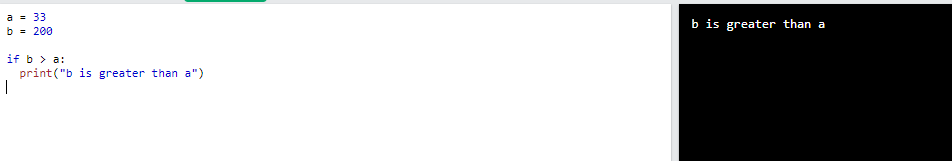 a = 33
b = 200
if b > a:
  print("b is greater than a")
b is greater than a